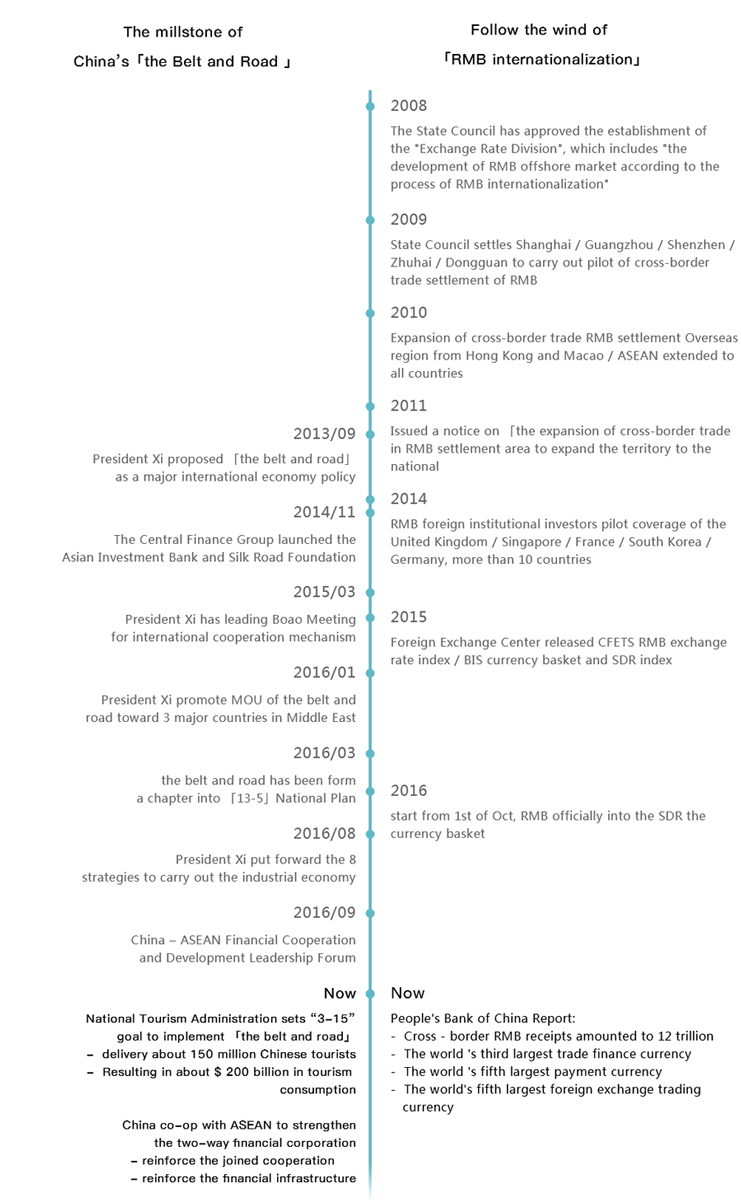 The millstone of
China's「the Belt and Road 」
2013/09
President Xi proposed 「the belt and road」
as a major international economy policy
2014/11
The Central Finance Group launched the
Asian Investment Bank and Silk Road Foundation
2015/03
President Xi has leading Boao Meeting
for international cooperation mechanism
2016/01
President Xi promote MOU of the belt and
road toward 3 major countries in Middle East
2016/03
the belt and road has been form
a chapter into 「13-5」National Plan
2016/08
President Xi put forward the 8
strategies to carry out the industrial economy
2016/09
China – ASEAN Financial Cooperation
and Development Leadership Forum
Now
National Tourism Administration sets “3–15”
goal to implement 「the belt and road」
– delivery about 150 million Chinese tourists
– Resulting in about $ 200 billion in tourism
consumption
China co–op with ASEAN to strengthen
the two–way financial corporation
– reinforce the joined cooperation
– reinforce the financial infrastructure
Follow the wind of
「RMB internationalization」
2008
The State Council has approved the establishment of
the "Exchange Rate Division", which includes "the
development of RMB offshore market according to the
process of RMB internationalization"
2009
State Council settles Shanghai / Guangzhou / Shenzhen /
Zhuhai / Dongguan to carry out pilot of cross-border
trade settlement of RMB
2010
Expansion of cross-border trade RMB settlement Overseas
region from Hong Kong and Macao / ASEAN extended to
all countries
2011
Issued a notice on 「the expansion of cross-border trade
in RMB settlement area to expand the territory to the
national
2014
RMB foreign institutional investors pilot coverage of the
United Kingdom / Singapore / France / South Korea /
Germany, more than 10 countries
2015
Foreign Exchange Center released CFETS RMB exchange
rate index / BIS currency basket and SDR index
2016
start from 1st of Oct, RMB officially into the SDR the
currency basket
Now
People's Bank of China Report:
- Cross - border RMB receipts amounted to 12 trillion
- The world 's third largest trade finance currency
- The world 's fifth largest payment currency
- The world's fifth largest foreign exchange trading
currency